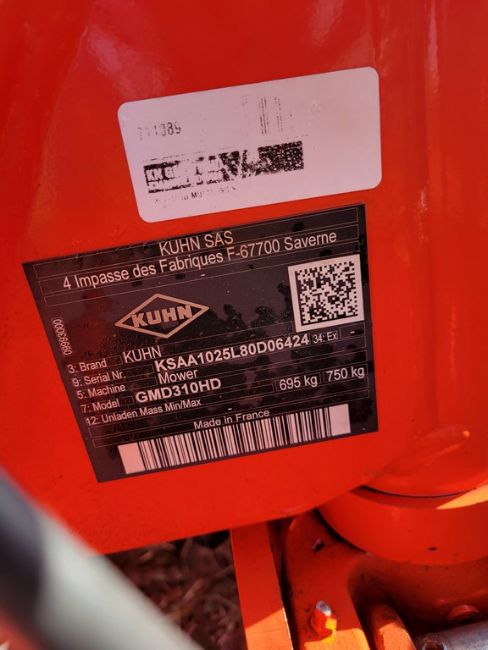 KUHN SAS
4 Impasse des Fabriques F-67700 Saverne
KUHN
3: Brand KUHN
9: Serial Nr. KSAA1025L80D06424 34: Ex -
5: Machine Mower
7: Model GMD310HD
12: Unladen Mass Min/Max 695 kg 750 kg
Made in France